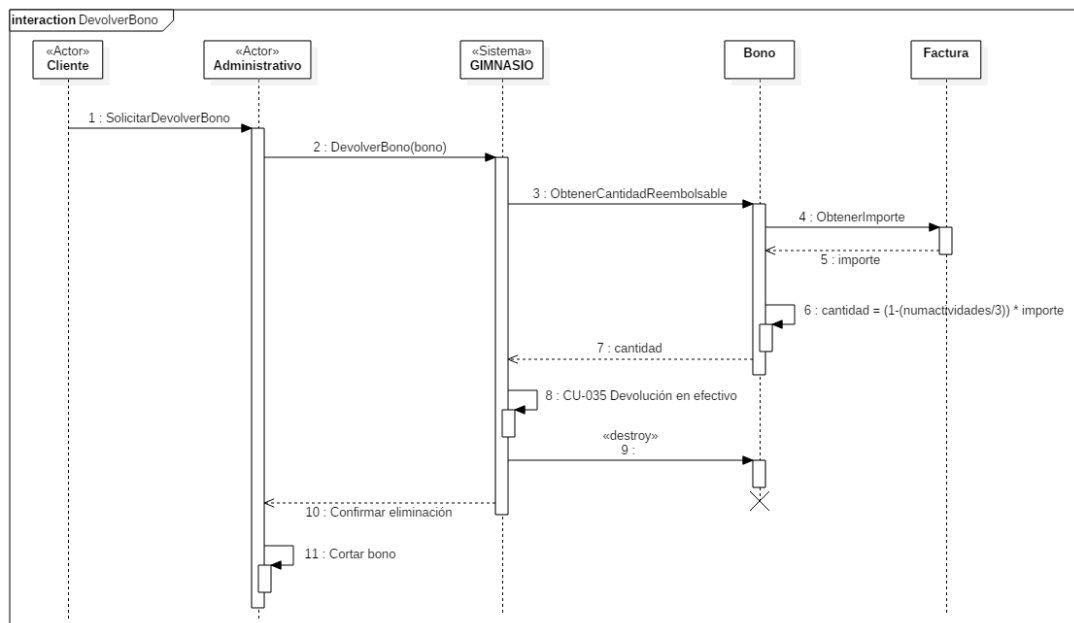 interaction DevolverBono
«Actor»
Cliente
«Actor»
Administrativo
«Sistema»
GIMNASIO
Bono
Factura
1 : SolicitarDevolverBono
2 : DevolverBono(bono)
3 : ObtenerCantidadReembolsable
4 : ObtenerImporte
5 : importe
6 : cantidad = (1-(numactividades/3)) * importe
7 : cantidad
8 : CU-035 Devolución en efectivo
«destroy»
9 :
10 : Confirmar eliminación
11 : Cortar bono